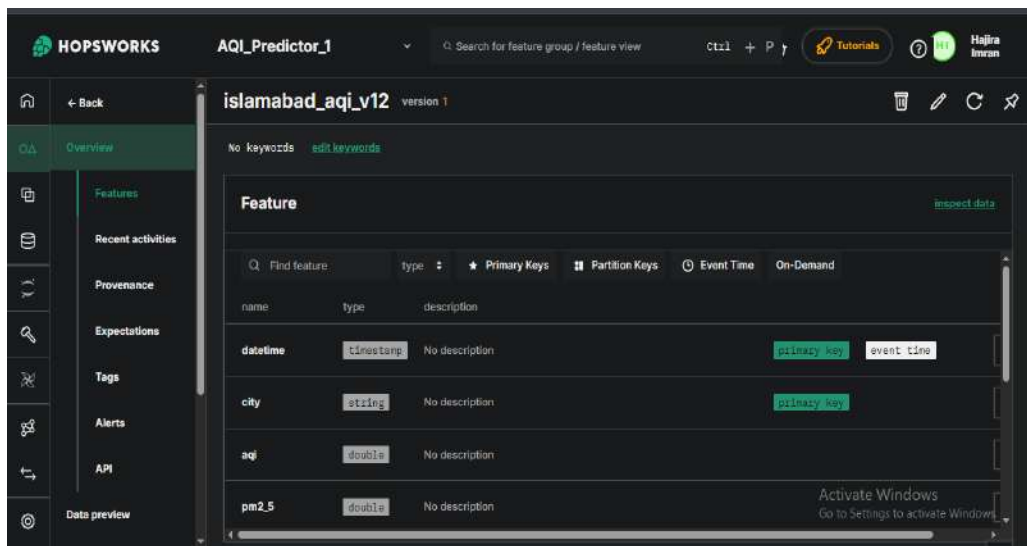 HOPSWORKS AQI_Predictor_1 Search for feature group / feature view Ctrl + P Tutorials Hajira Imran
← Back islamabad_aqi_v12 version 1
Overview No keywords edit keywords
Features Feature inspect data
Recent activities
Find feature type Primary Keys Partition Keys Event Time On-Demand
Provenance
name type description
Expectations
datetime timestamp No description primary key event time
Tags
city string No description primary key
Alerts
aqi double No description
API
pm2_5 double No description
Data preview
Activate Windows
Go to Settings to activate Windows.